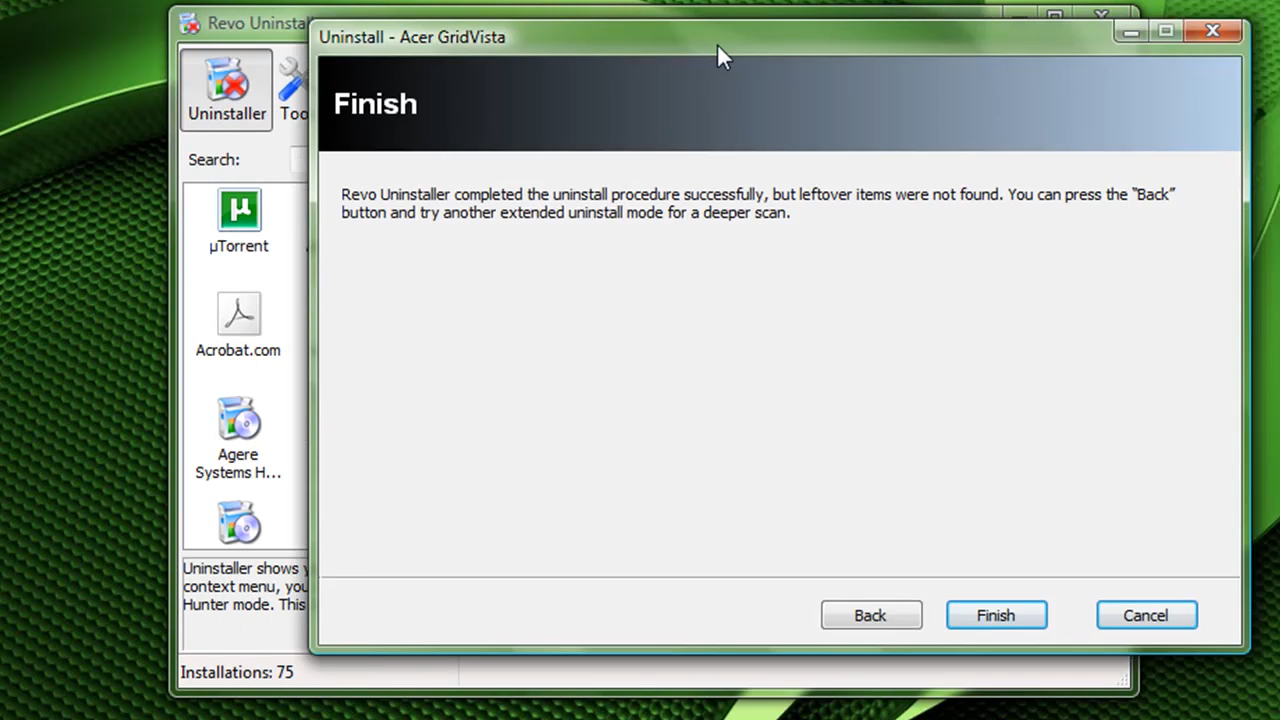 Revo Uninstal
Uninstall - Acer GridVista
Uninstaller
Too
Search:
Finish
Revo Uninstaller completed the uninstall procedure successfully, but leftover items were not found. You can press the "Back"
button and try another extended uninstall mode for a deeper scan.
µ
µTorrent
Acrobat.com
Agere
Systems H...
Uninstaller shows y
context menu, you
Hunter mode. This
Back
Finish
Cancel
Installations: 75